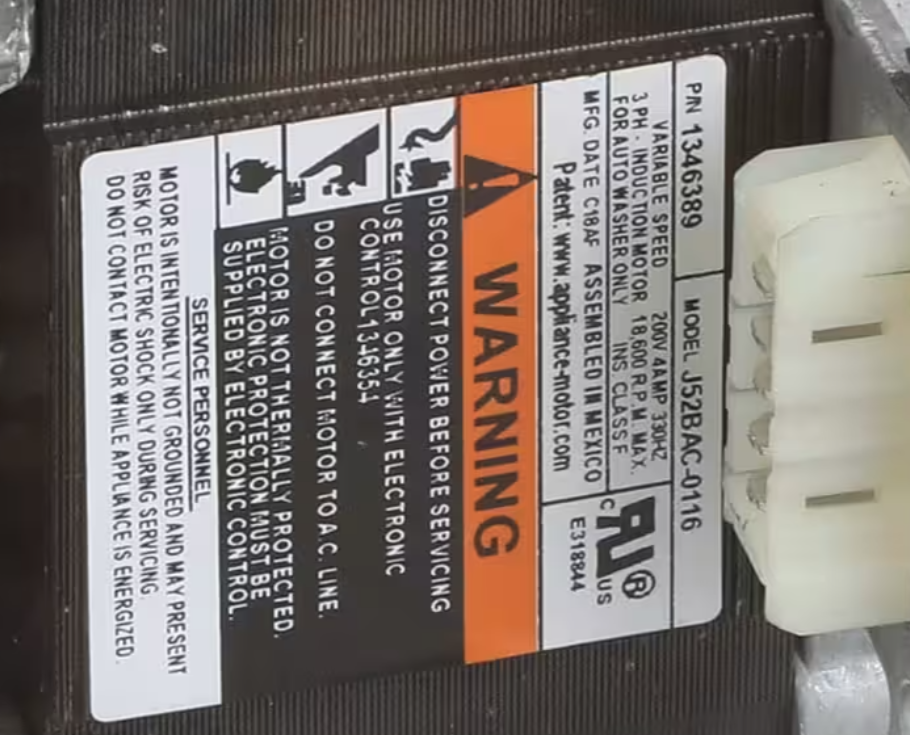 P/N 1346389 MODEL J52BAC-0116
VARIABLE SPEED 200V 4AMP 330HZ
3 PH - INDUCTION MOTOR 18,600 R.P.M. MAX.
FOR AUTO WASHER ONLY INS CLASS F
MFG. DATE C18AF ASSEMBLED IN MEXICO
Patent: www.appliance-motor.com
C RU ® US
E318844
WARNING
DISCONNECT POWER BEFORE SERVICING
USE MOTOR ONLY WITH ELECTRONIC
CONTROL 1346354
DO NOT CONNECT MOTOR TO A.C. LINE.
MOTOR IS NOT THERMALLY PROTECTED.
ELECTRONIC PROTECTION MUST BE
SUPPLIED BY ELECTRONIC CONTROL.
SERVICE PERSONNEL
MOTOR IS INTENTIONALLY NOT GROUNDED AND MAY PRESENT
RISK OF ELECTRIC SHOCK ONLY DURING SERVICING.
DO NOT CONTACT MOTOR WHILE APPLIANCE IS ENERGIZED.